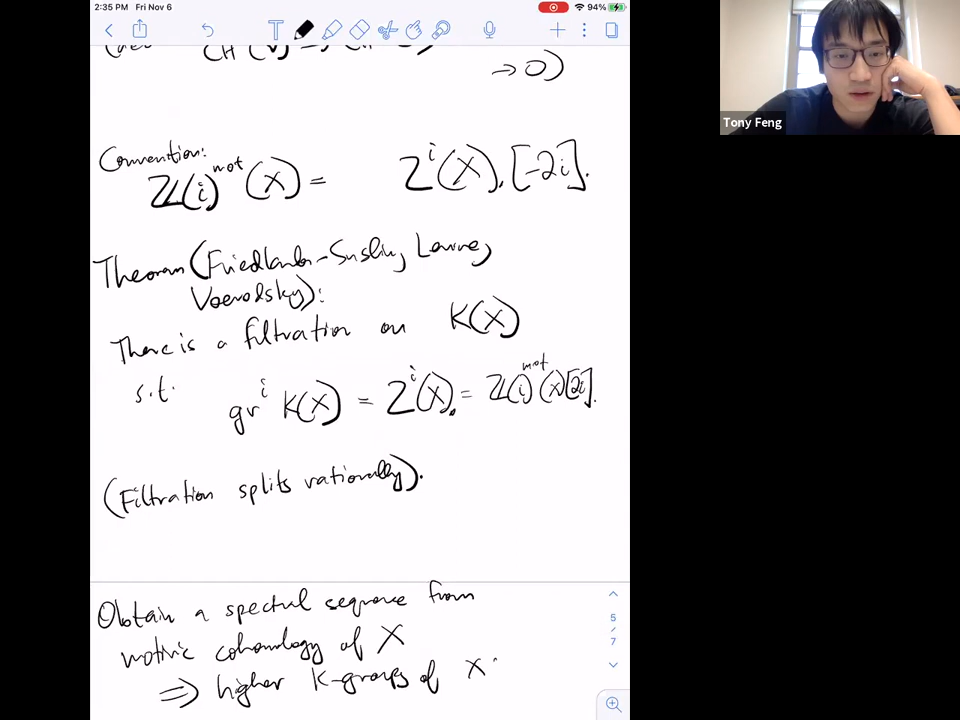 2:35 PM Fri Nov 6
94%
T
→ 0)
Convention:
ℤ(i)^mot (X) = Z^i(X). [-2i].
Theorem (Friedlander-Suslin, Levine,
Voevodsky):
There is a filtration on K(X)
s.t. gr^i K(X) = Z^i(X). = ℤ(i)^mot (X)[2i].
(Filtration splits rationally).
Obtain a spectral sequence from
motivic cohomology of X
⇒ higher K-groups of X
5
/
7
Tony Feng